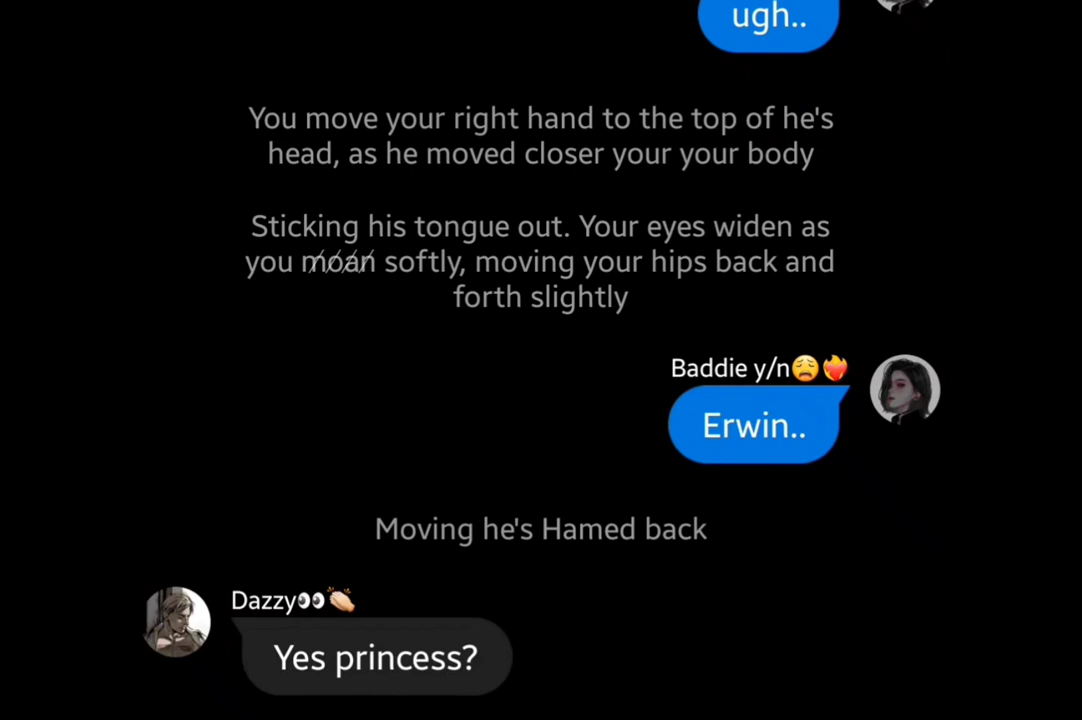 ugh..
You move your right hand to the top of he's
head, as he moved closer your your body
Sticking his tongue out. Your eyes widen as
you moan softly, moving your hips back and
forth slightly
Baddie y/n😩❤️‍🔥
Erwin..
Moving he's Hamed back
Dazzy👀👏🏻
Yes princess?